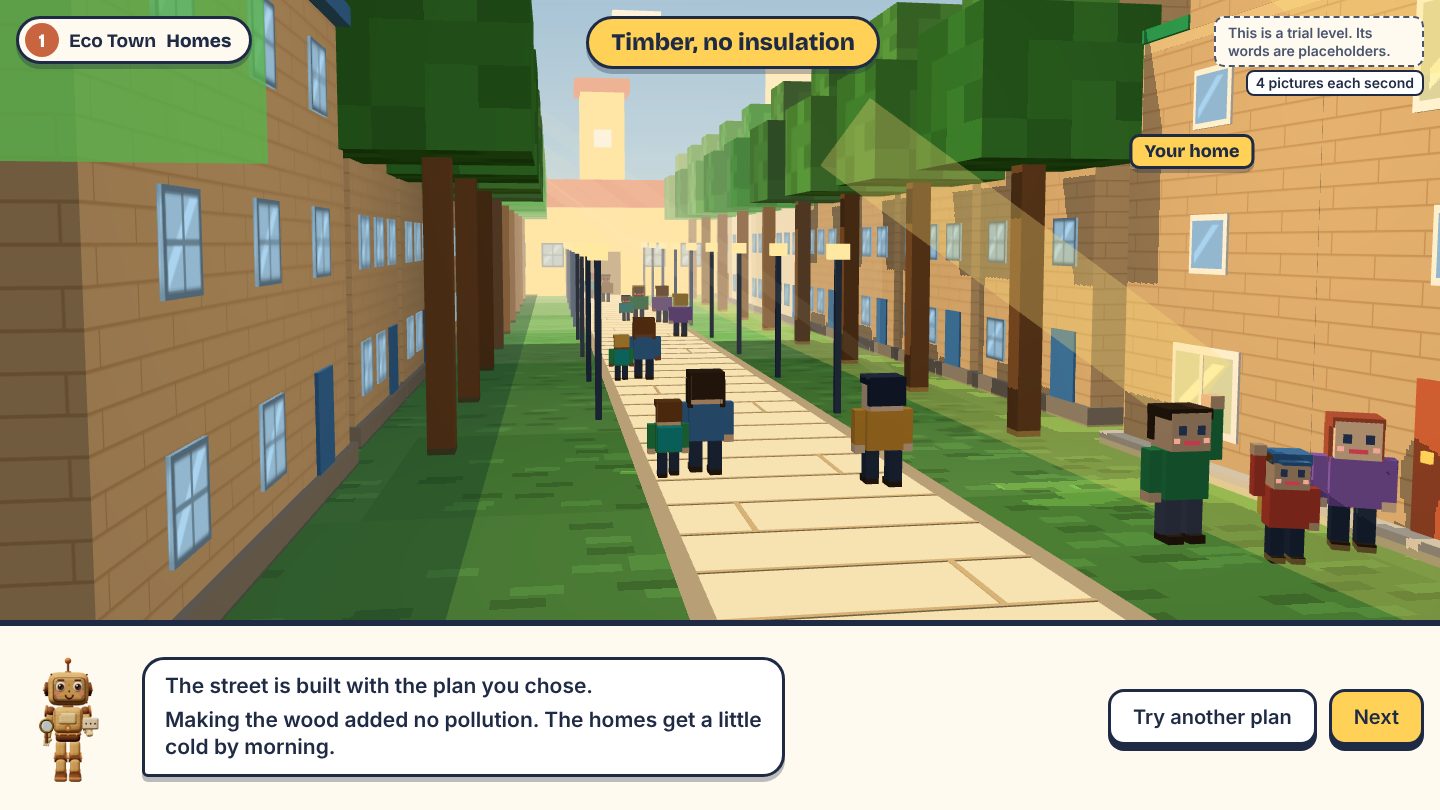 1 Eco Town Homes
Timber, no insulation
This is a trial level. Its
words are placeholders.
4 pictures each second
Your home
The street is built with the plan you chose.
Making the wood added no pollution. The homes get a little
cold by morning.
Try another plan
Next